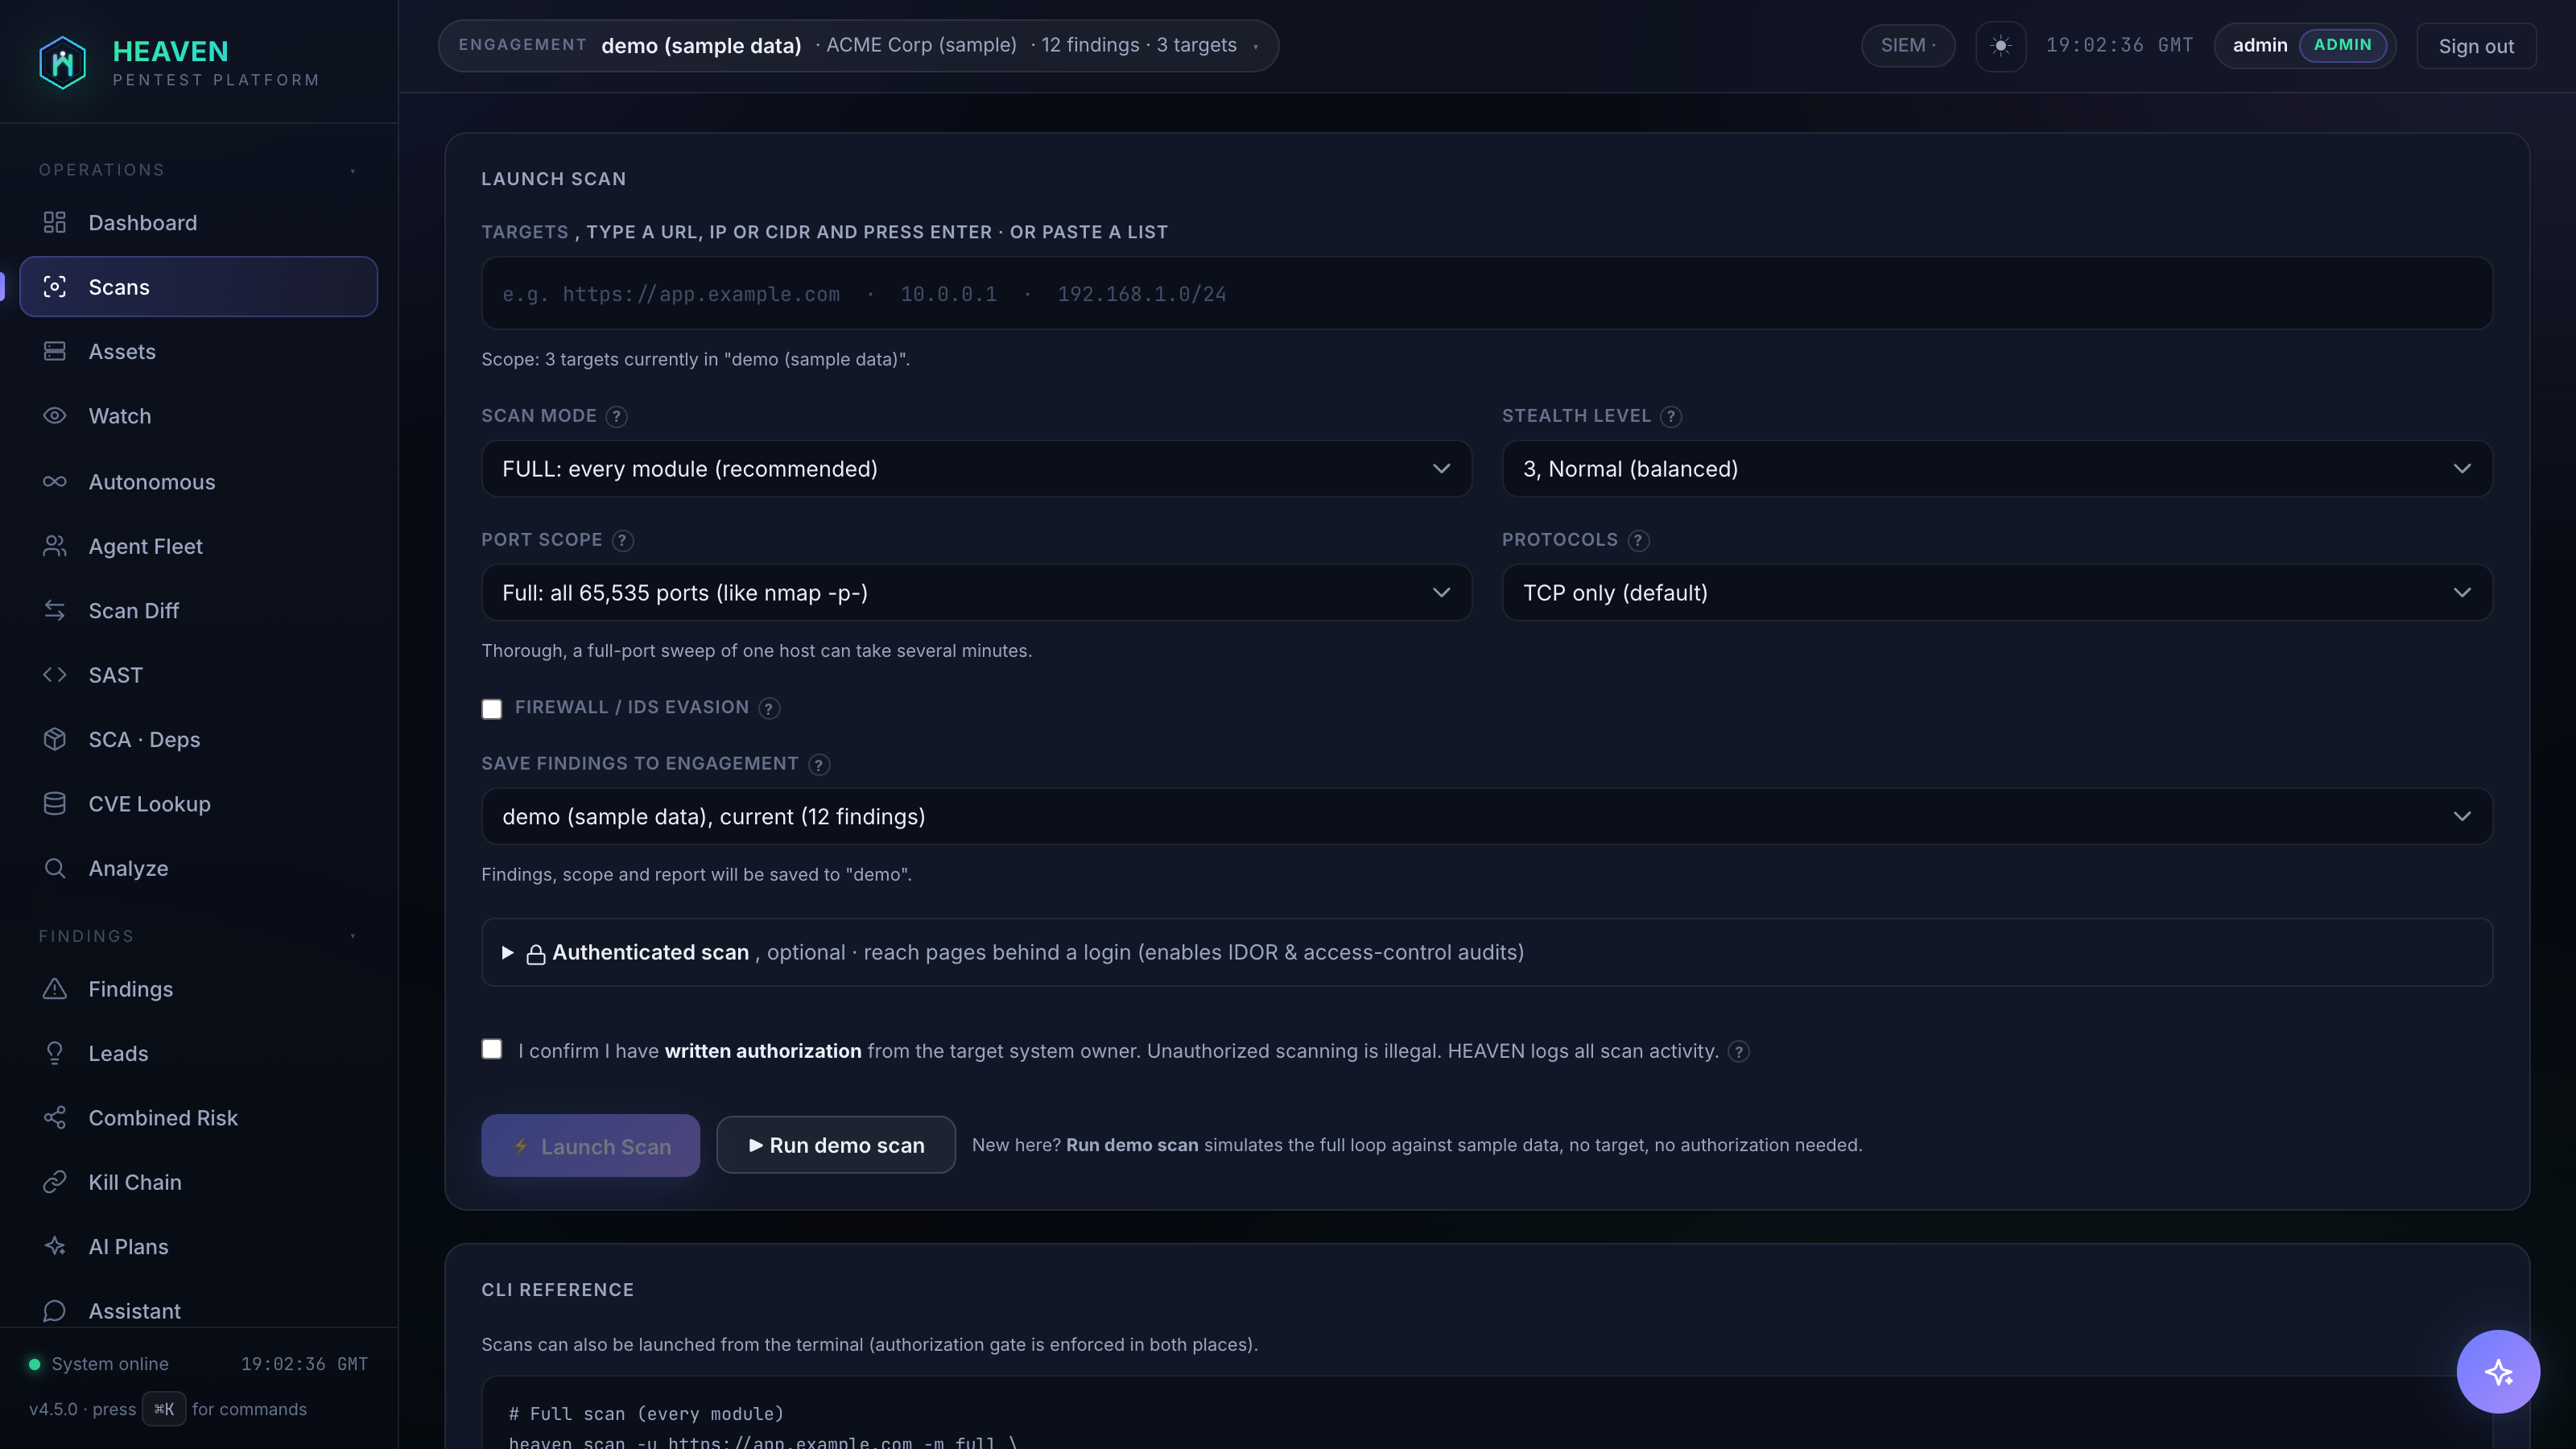 HEAVEN
PENTEST PLATFORM
OPERATIONS
Dashboard
Scans
Assets
Watch
Autonomous
Agent Fleet
Scan Diff
SAST
SCA · Deps
CVE Lookup
Analyze
FINDINGS
Findings
Leads
Combined Risk
Kill Chain
AI Plans
Assistant
System online 19:02:36 GMT
v4.5.0 · press ⌘K for commands
ENGAGEMENT demo (sample data) · ACME Corp (sample) · 12 findings · 3 targets
SIEM · 19:02:36 GMT admin ADMIN Sign out
LAUNCH SCAN
TARGETS , TYPE A URL, IP OR CIDR AND PRESS ENTER · OR PASTE A LIST
e.g. https://app.example.com · 10.0.0.1 · 192.168.1.0/24
Scope: 3 targets currently in "demo (sample data)".
SCAN MODE ? STEALTH LEVEL ?
FULL: every module (recommended) 3, Normal (balanced)
PORT SCOPE ? PROTOCOLS ?
Full: all 65,535 ports (like nmap -p-) TCP only (default)
Thorough, a full-port sweep of one host can take several minutes.
FIREWALL / IDS EVASION ?
SAVE FINDINGS TO ENGAGEMENT ?
demo (sample data), current (12 findings)
Findings, scope and report will be saved to "demo".
Authenticated scan , optional · reach pages behind a login (enables IDOR & access-control audits)
I confirm I have written authorization from the target system owner. Unauthorized scanning is illegal. HEAVEN logs all scan activity. ?
⚡ Launch Scan ▶ Run demo scan New here? Run demo scan simulates the full loop against sample data, no target, no authorization needed.
CLI REFERENCE
Scans can also be launched from the terminal (authorization gate is enforced in both places).
# Full scan (every module)
heaven scan -u https://app.example.com -m full \